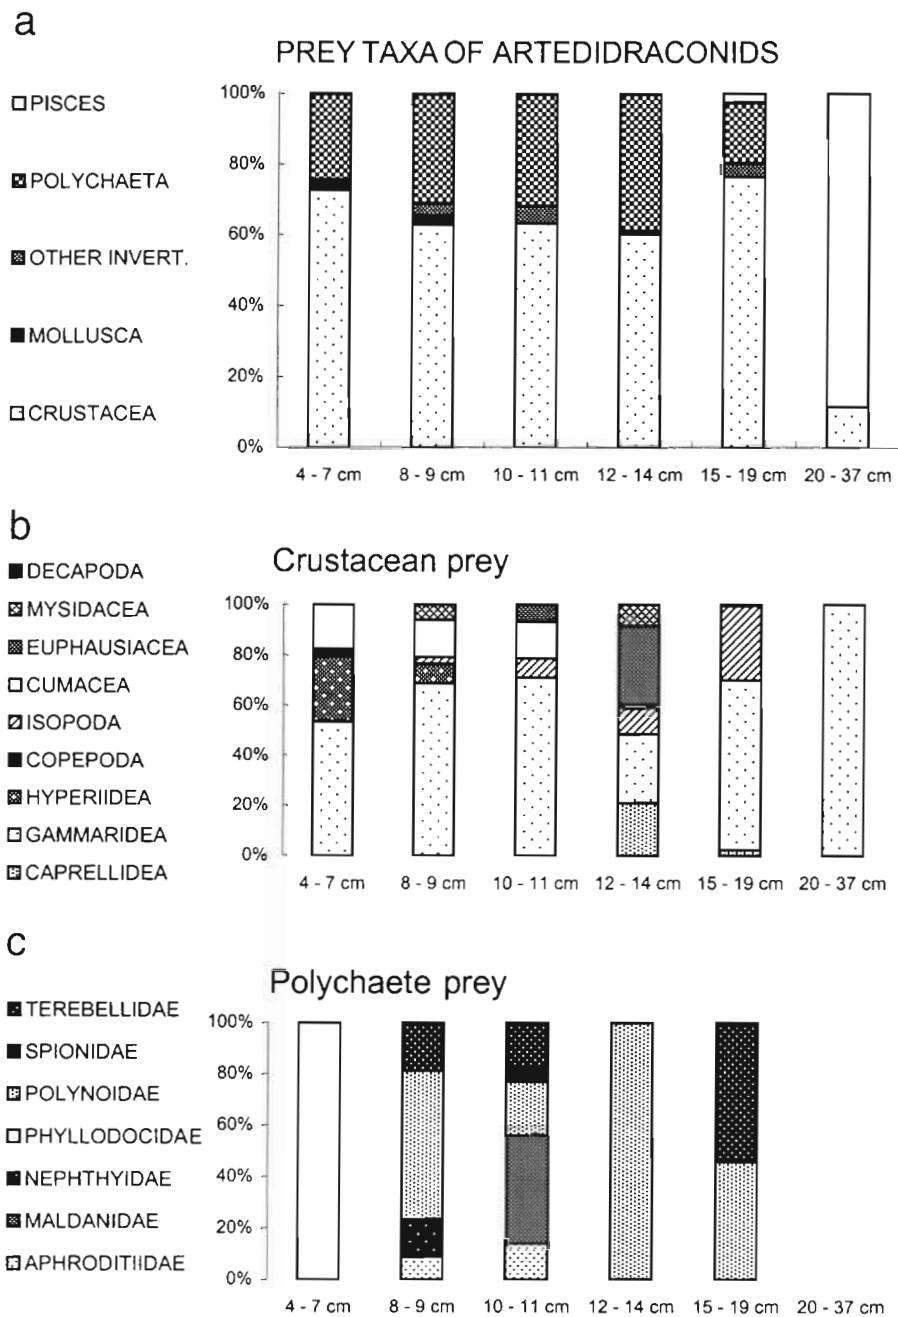 a
PREY TAXA OF ARTEDIDRACONIDS
PISCES
POLYCHAETA
OTHER INVERT.
MOLLUSCA
CRUSTACEA
100%
80%
60%
40%
20%
0%
4 - 7 cm 8 - 9 cm 10 - 11 cm 12 - 14 cm 15 - 19 cm 20 - 37 cm
b
Crustacean prey
DECAPODA
MYSIDACEA
EUPHAUSIACEA
CUMACEA
ISOPODA
COPEPODA
HYPERIIDEA
GAMMARIDEA
CAPRELLIDEA
100%
80%
60%
40%
20%
0%
4 - 7 cm 8 - 9 cm 10 - 11 cm 12 - 14 cm 15 - 19 cm 20 - 37 cm
c
Polychaete prey
TEREBELLIDAE
SPIONIDAE
POLYNOIDAE
PHYLLODOCIDAE
NEPHTHYIDAE
MALDANIDAE
APHRODITIIDAE
100%
80%
60%
40%
20%
0%
4 - 7 cm 8 - 9 cm 10 - 11 cm 12 - 14 cm 15 - 19 cm 20 - 37 cm